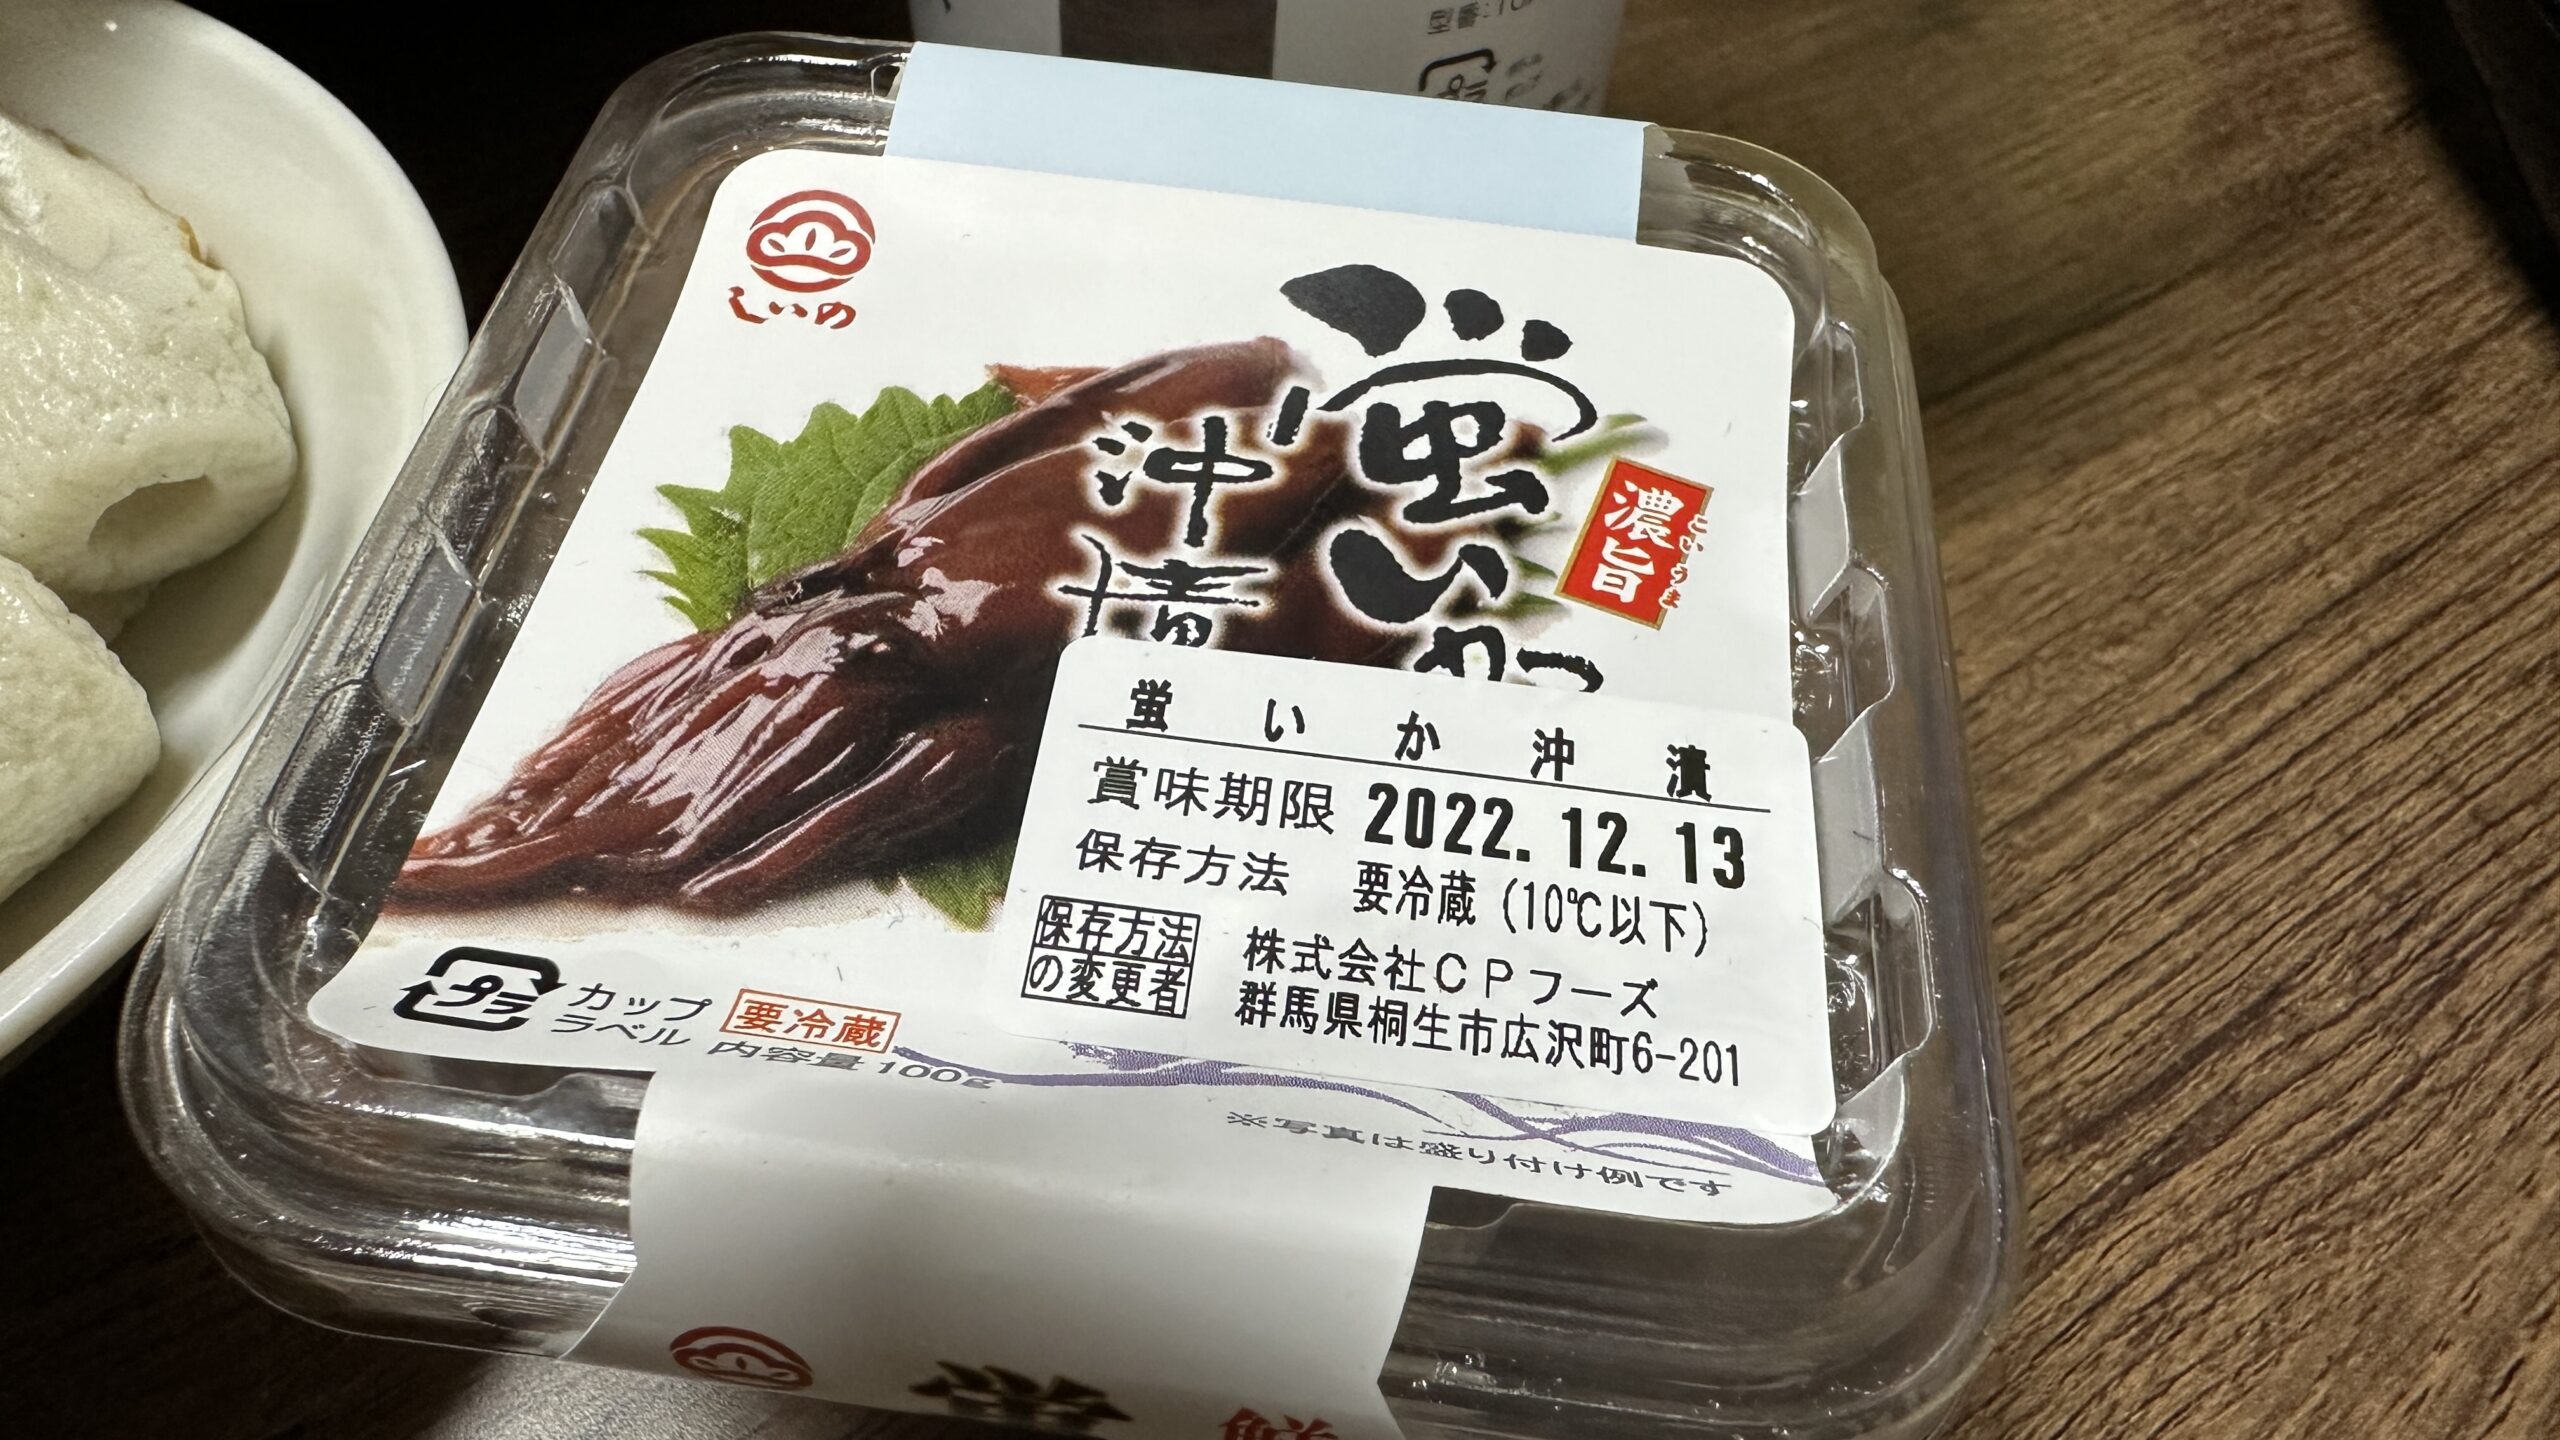 しいの
蛍いか
沖漬
濃旨
こいうま
蛍いか沖漬
賞味期限 2022.12.13
保存方法 要冷蔵(10℃以下)
保存方法の変更者
株式会社CPフーズ
群馬県桐生市広沢町6-201
プラ
カップ
ラベル
要冷蔵
内容量 100g
※写真は盛り付け例です